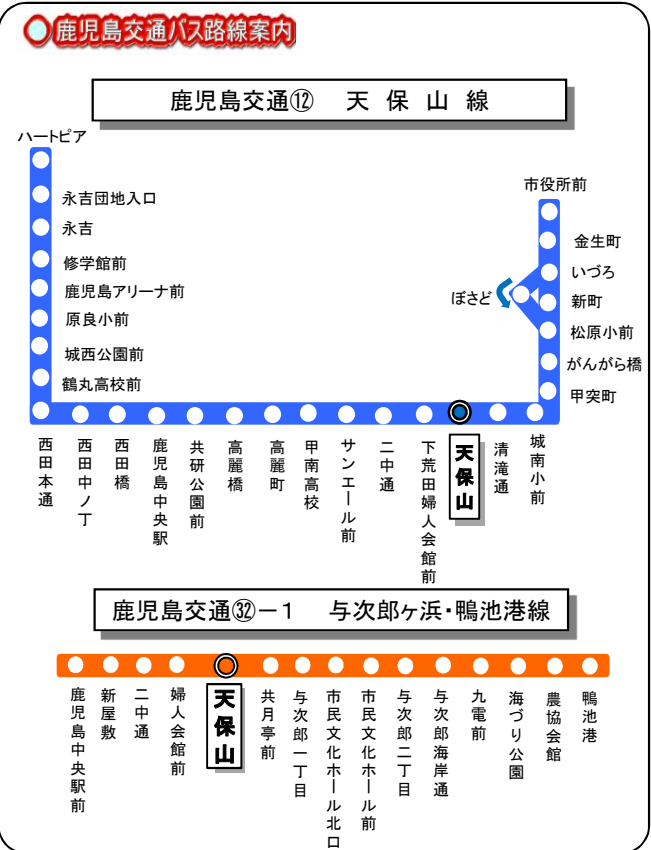 鹿児島交通バス路線案内
鹿児島交通⑫　天保山線
ハートピア
永吉団地入口
永吉
修学館前
鹿児島アリーナ前
原良小前
城西公園前
鶴丸高校前
西田本通
西田中ノ丁
西田橋
鹿児島中央駅
共研公園前
高麗橋
高麗町
甲南高校
サンエール前
二中通
下荒田婦人会館前
天保山
清滝通
城南小前
市役所前
金生町
いづろ
ぼさど
新町
松原小前
がんがら橋
甲突町
鹿児島交通㉜－１　与次郎ヶ浜・鴨池港線
鹿児島中央駅前
新屋敷
二中通
婦人会館前
天保山
共月亭前
与次郎一丁目
市民文化ホール北口
市民文化ホール前
与次郎二丁目
与次郎海岸通
九電前
海づり公園
農協会館
鴨池港